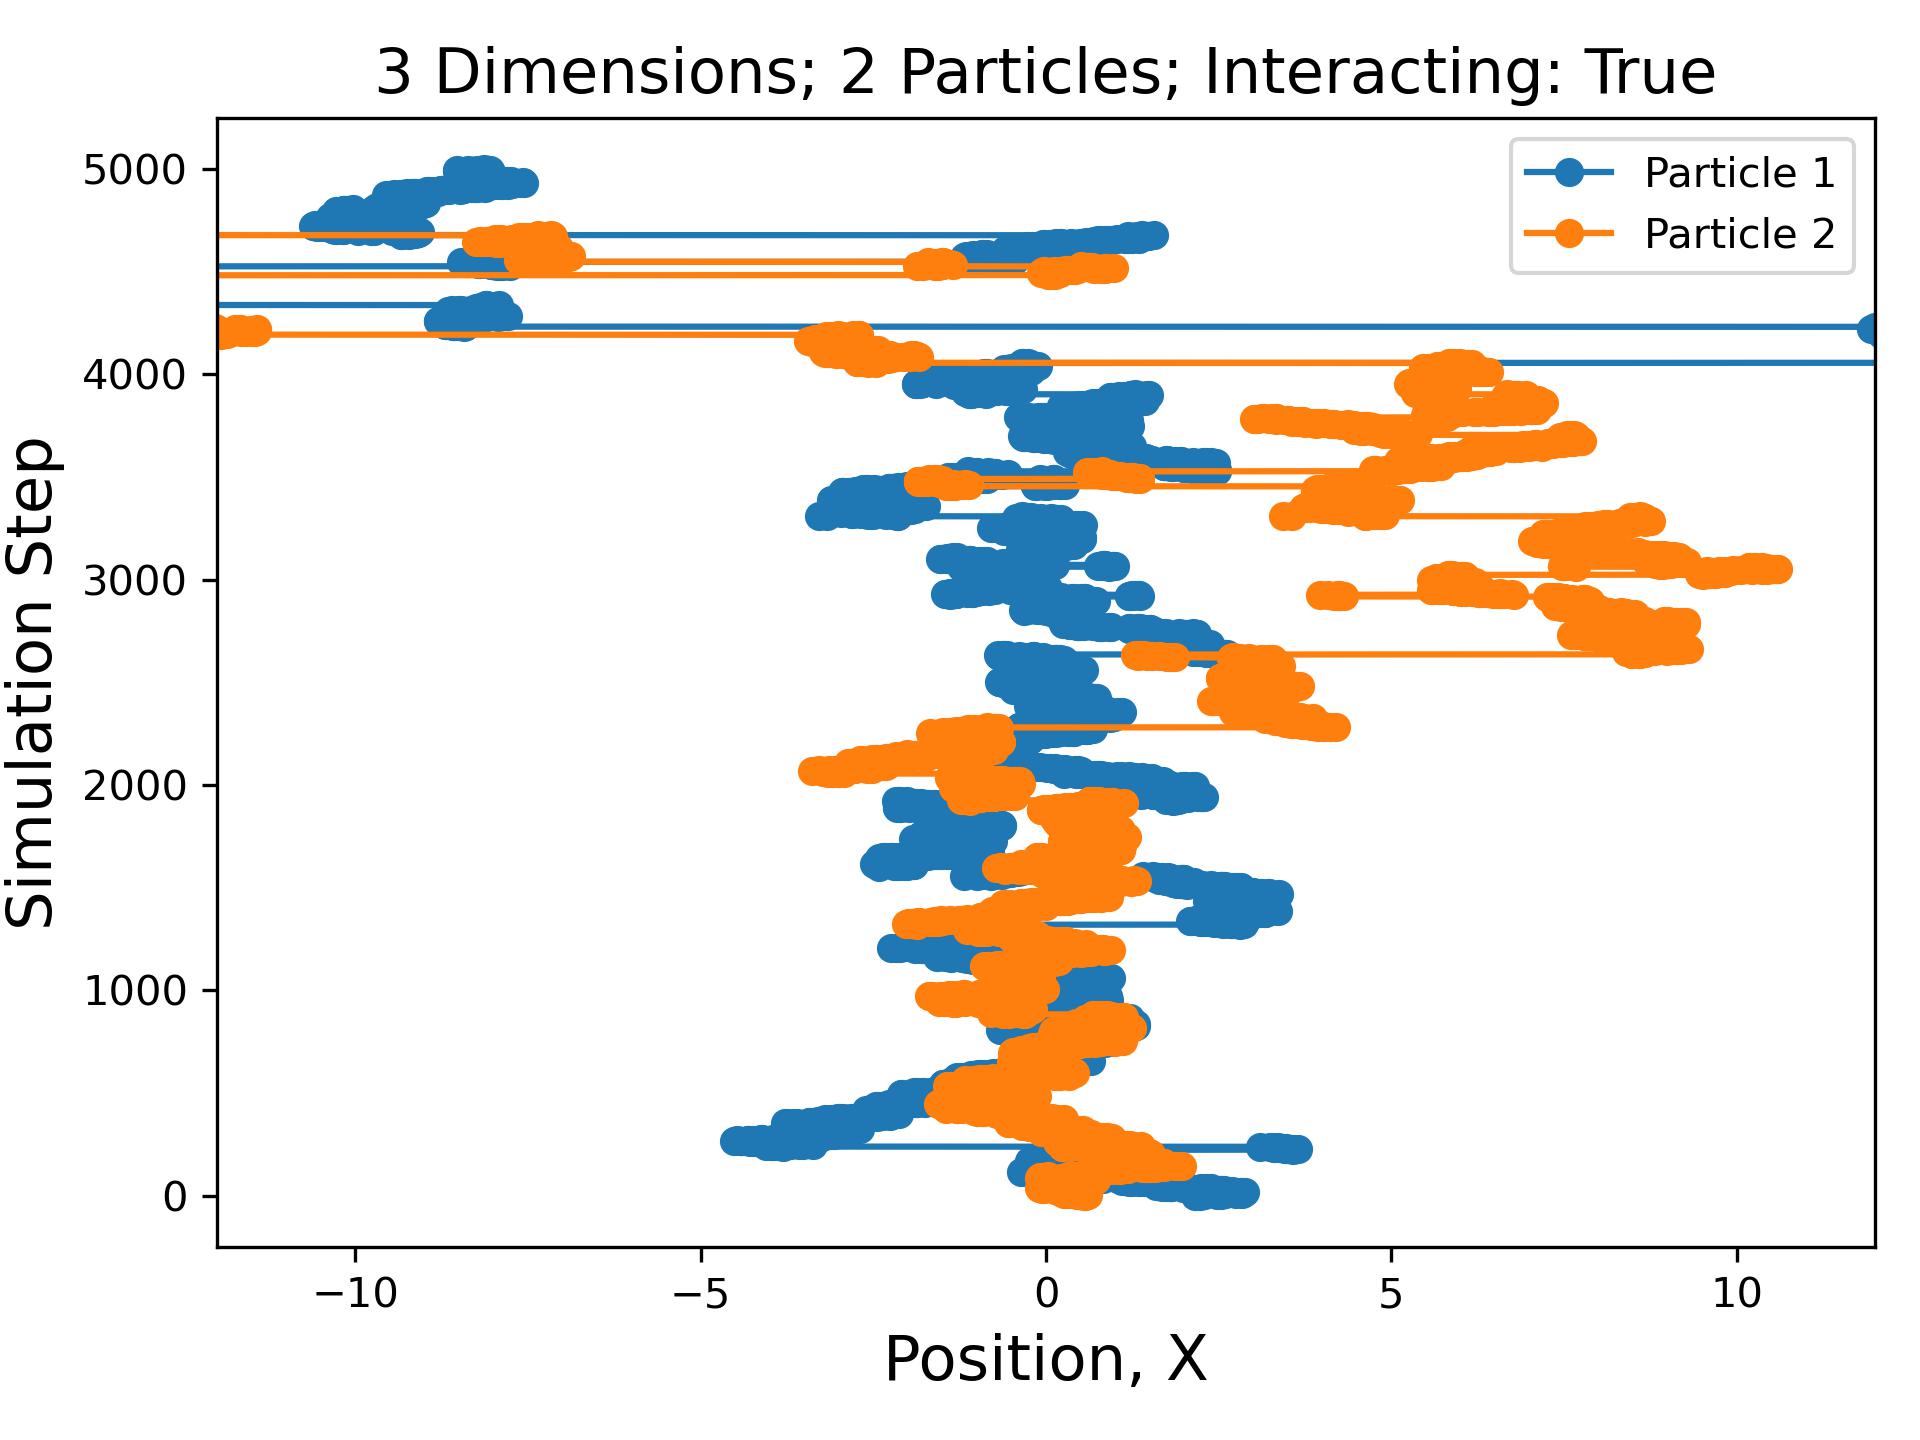 3 Dimensions; 2 Particles; Interacting: True
Particle 1
Particle 2
5000
4000
3000
2000
1000
0
Simulation Step
−10
−5
0
5
10
Position, X